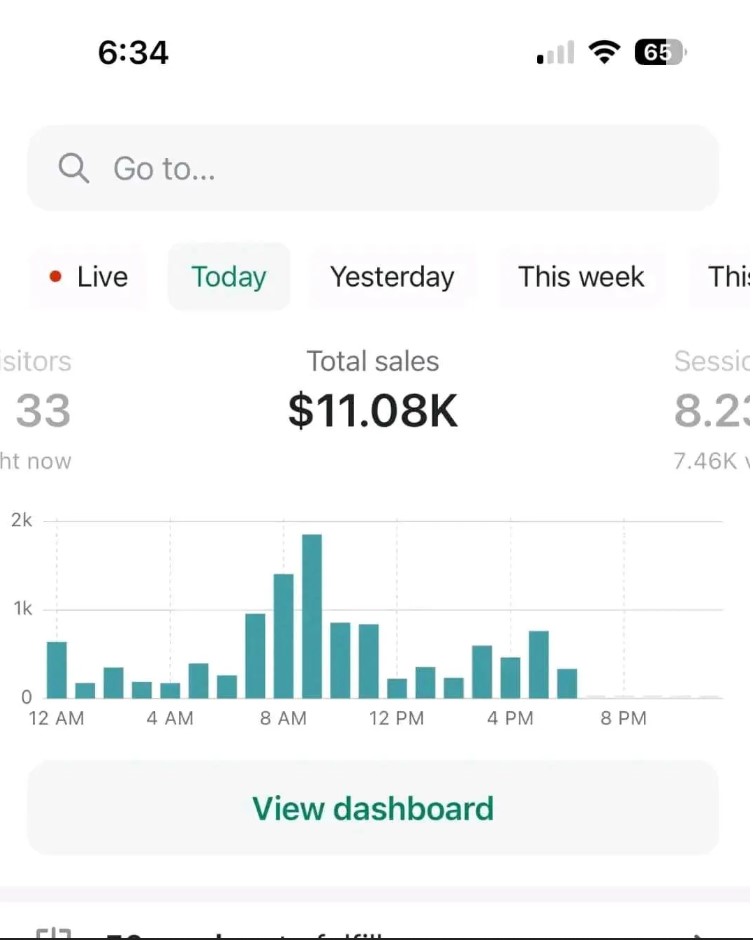 6:34 65
Go to...
Live Today Yesterday This week This
isitors Total sales Sessio
33 $11.08K 8.23
ht now 7.46K v
2k
1k
0
12 AM 4 AM 8 AM 12 PM 4 PM 8 PM
View dashboard